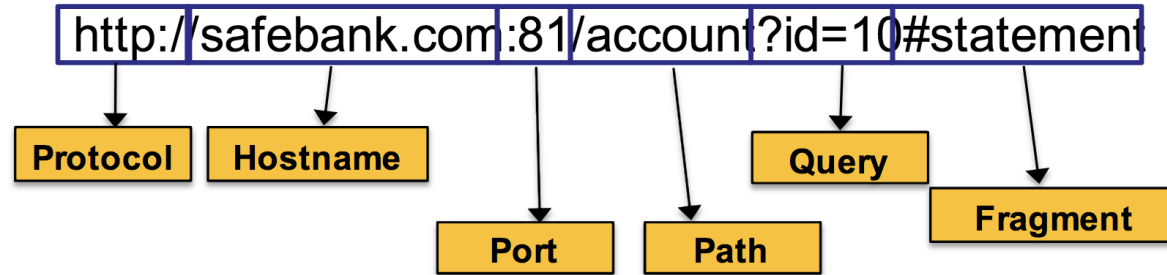 http://safebank.com:81/account?id=10#statement
Protocol
Hostname
Query
Fragment
Port
Path